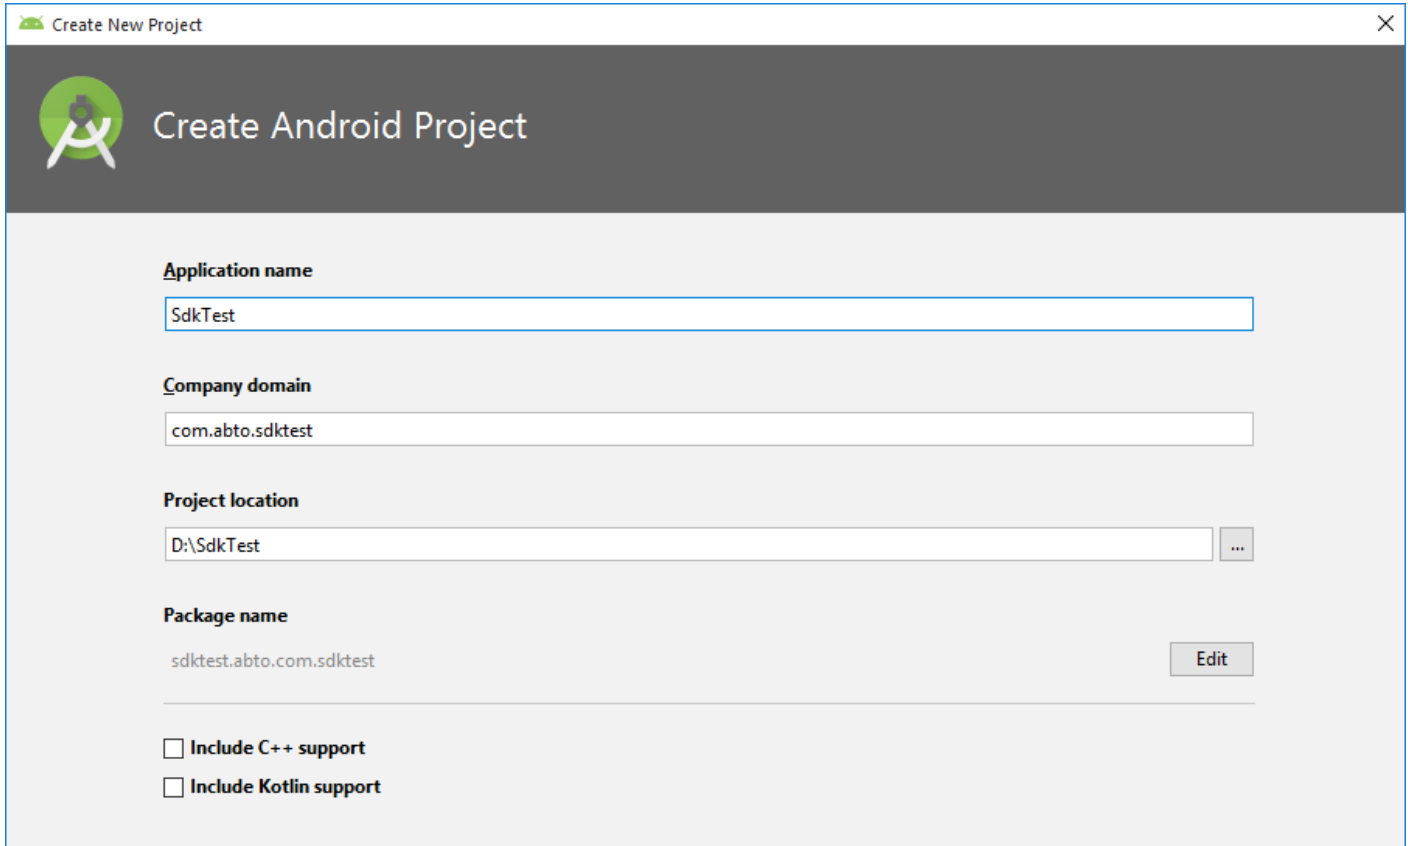 Create New Project
Create Android Project
Application name
SdkTest
Company domain
com.abto.sdktest
Project location
D:\SdkTest
...
Package name
sdktest.abto.com.sdktest
Edit
Include C++ support
Include Kotlin support